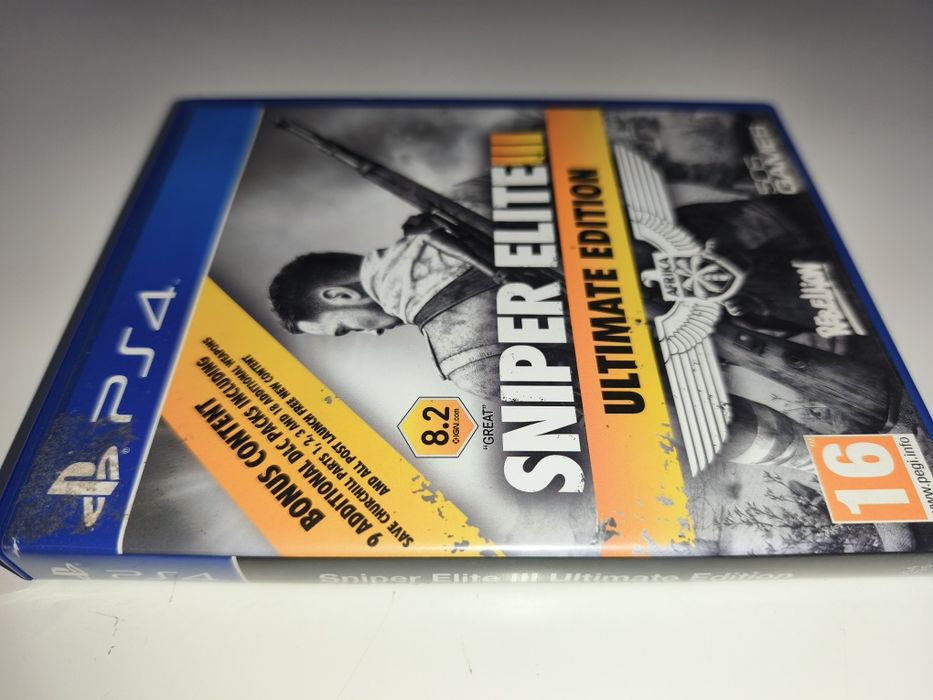 PS4
BONUS CONTENT
9 ADDITIONAL DLC PACKS INCLUDING
SAVE CHURCHILL PARTS 1, 2, 3 AND 18 ADDITIONAL WEAPONS
AND ALL POST LAUNCH FREE NEW CONTENT
8.2
IGN.com
"GREAT"
SNIPER ELITE III
ULTIMATE EDITION
AFRIKA
505
GAMES
Rebellion
16
www.pegi.info
Sniper Elite III Ultimate Edition